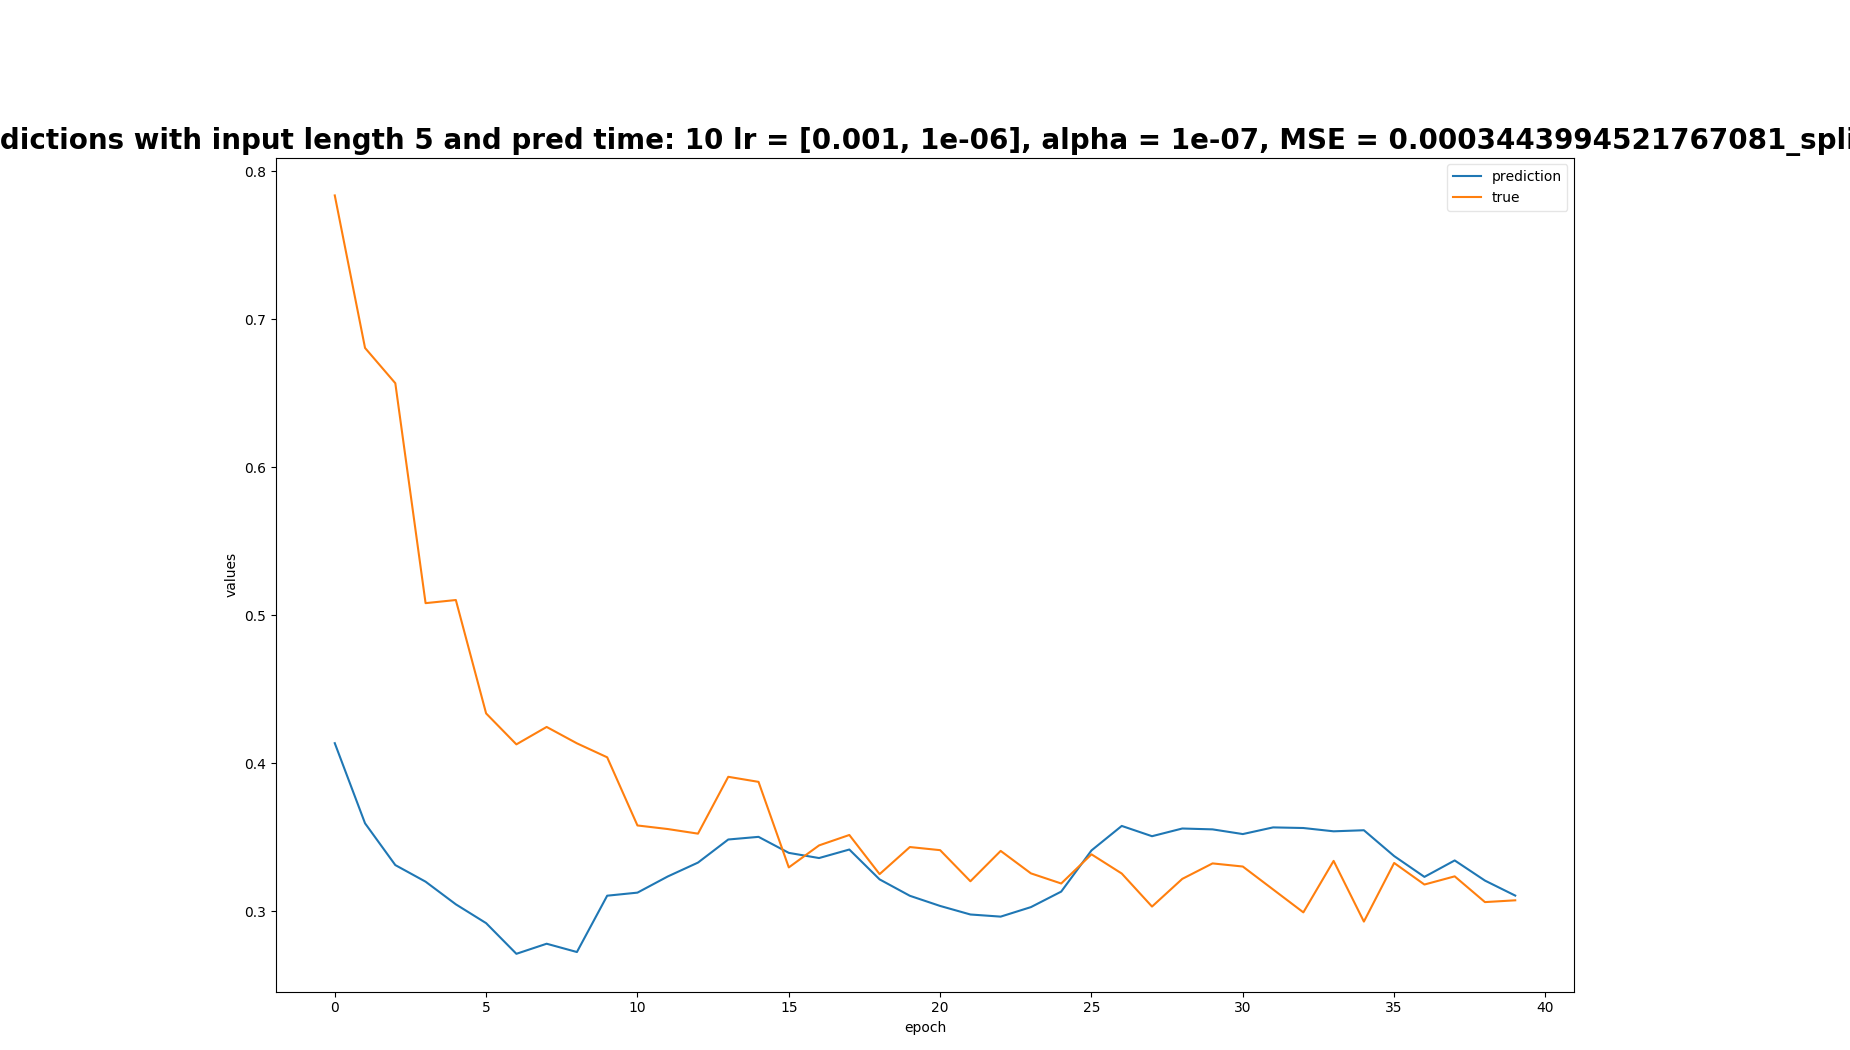 dictions with input length 5 and pred time: 10 lr = [0.001, 1e-06], alpha = 1e-07, MSE = 0.0003443994521767081_spli
prediction
true
0.8
0.7
0.6
0.5
0.4
0.3
values
0 5 10 15 20 25 30 35 40
epoch